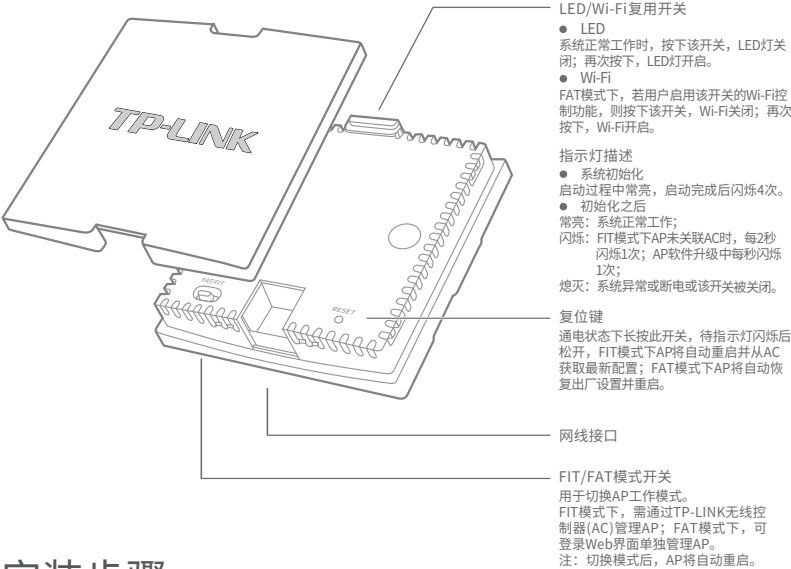 LED/Wi-Fi复用开关
● LED
系统正常工作时，按下该开关，LED灯关
闭；再次按下，LED灯开启。
● Wi-Fi
FAT模式下，若用户启用该开关的Wi-Fi控
制功能，则按下该开关，Wi-Fi关闭；再次
按下，Wi-Fi开启。
指示灯描述
● 系统初始化
启动过程中常亮，启动完成后闪烁4次。
● 初始化之后
常亮：系统正常工作；
闪烁：FIT模式下AP未关联AC时，每2秒
闪烁1次；AP软件升级中每秒闪烁
1次；
熄灭：系统异常或断电或该开关被关闭。
复位键
通电状态下长按此开关，待指示灯闪烁后
松开，FIT模式下AP将自动重启并从AC
获取最新配置；FAT模式下AP将自动恢
复出厂设置并重启。
网线接口
FIT/FAT模式开关
用于切换AP工作模式。
FIT模式下，需通过TP-LINK无线控
制器(AC)管理AP；FAT模式下，可
登录Web界面单独管理AP。
注：切换模式后，AP将自动重启。
TP-LINK
FAT/FIT
RESET
安装步骤